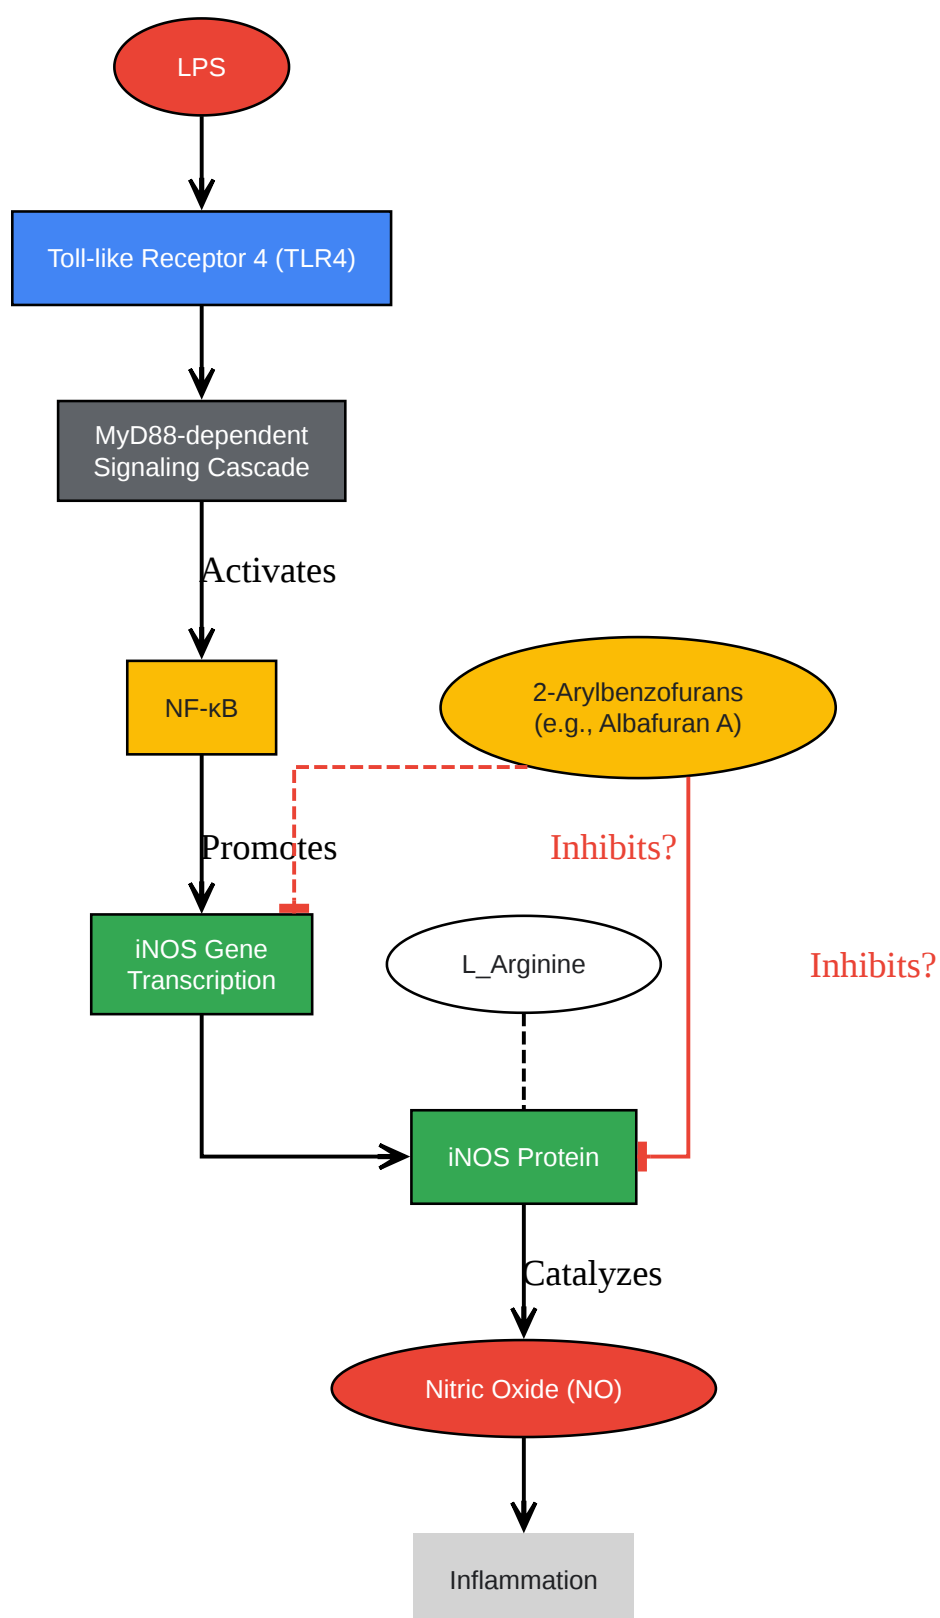 LPS
Toll-like Receptor 4 (TLR4)
MyD88-dependent
Signaling Cascade
Activates
NF-κB
2-Arylbenzofurans
(e.g., Albafuran A)
Promotes
Inhibits?
iNOS Gene
Transcription
L_Arginine
Inhibits?
iNOS Protein
Catalyzes
Nitric Oxide (NO)
Inflammation